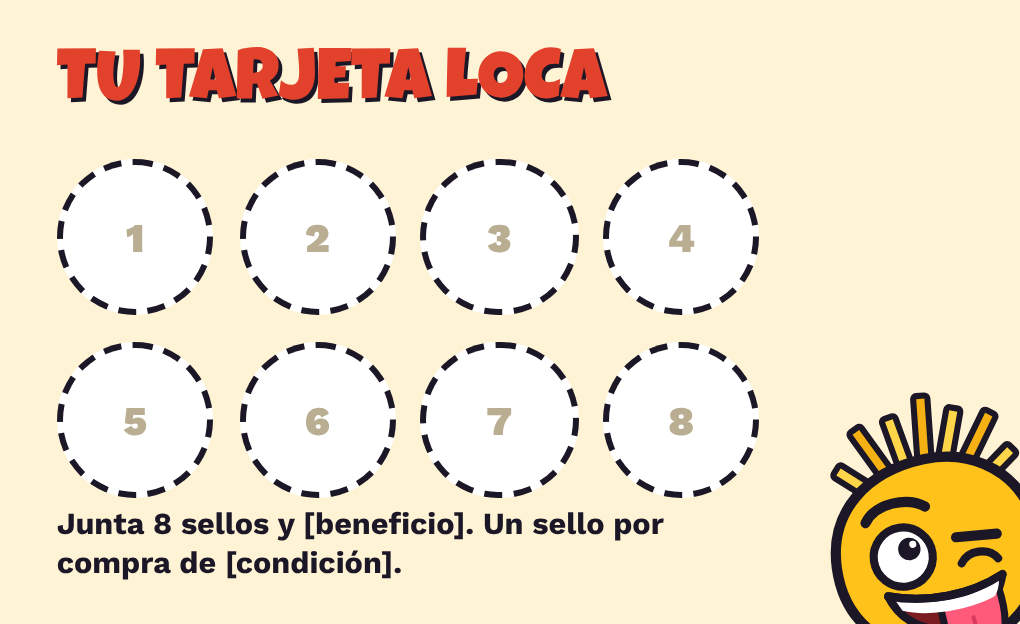 TU TARJETA LOCA
1 2 3 4
5 6 7 8
Junta 8 sellos y [beneficio]. Un sello por
compra de [condición].